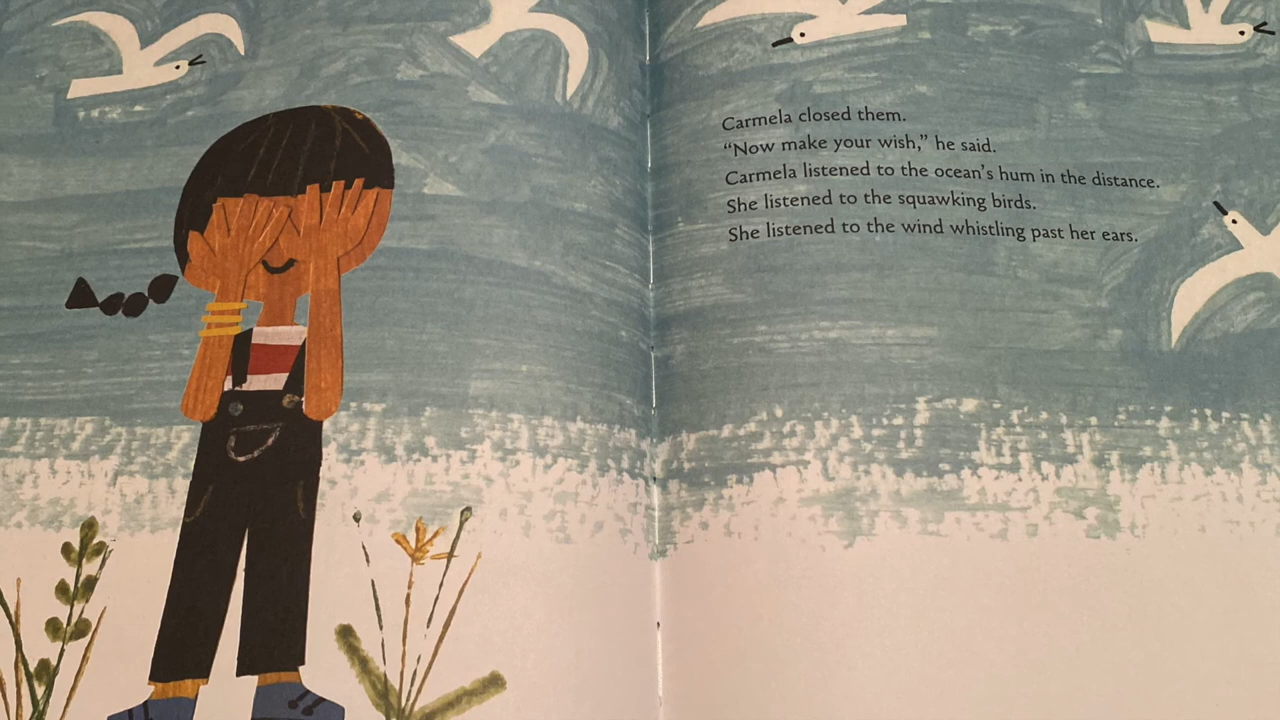 Carmela closed them.
“Now make your wish,” he said.
Carmela listened to the ocean’s hum in the distance.
She listened to the squawking birds.
She listened to the wind whistling past her ears.